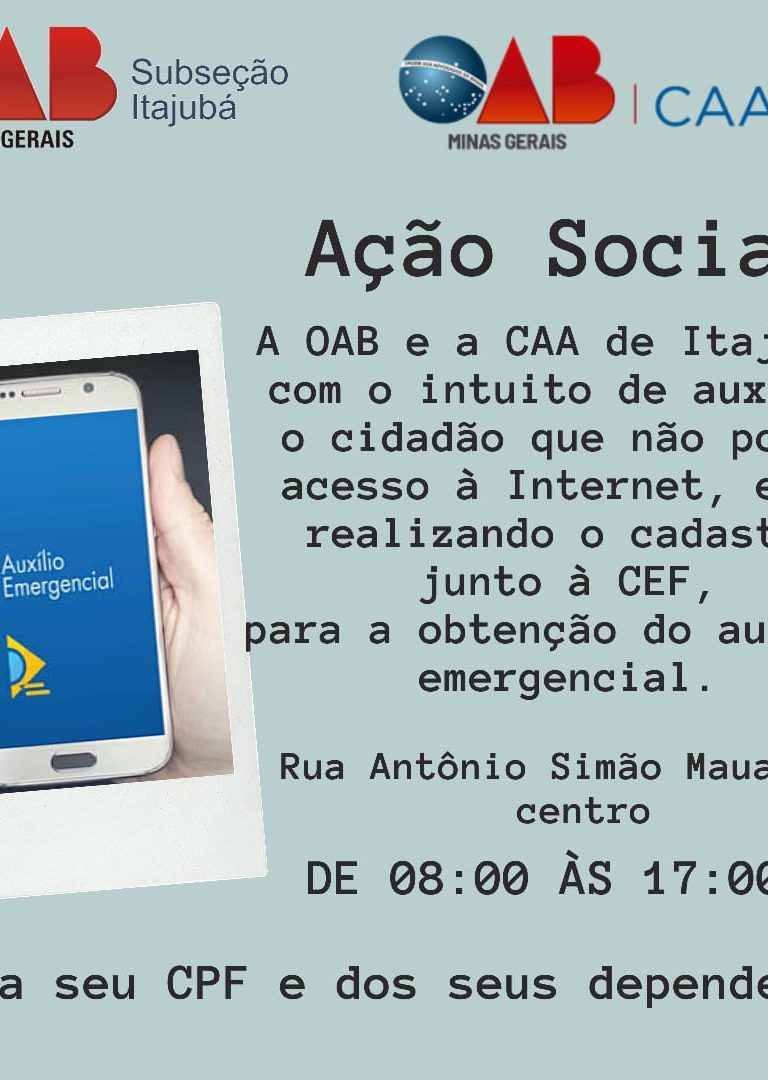 AB
Subseção
Itajubá
GERAIS
OAB
MINAS GERAIS
CAA
Ação Socia
A OAB e a CAA de Itaj
com o intuito de aux
o cidadão que não po
acesso à Internet, e
realizando o cadast
junto à CEF,
para a obtenção do au
emergencial.
Auxílio
Emergencial
Rua Antônio Simão Maua
centro
DE 08:00 ÀS 17:00
a seu CPF e dos seus depende